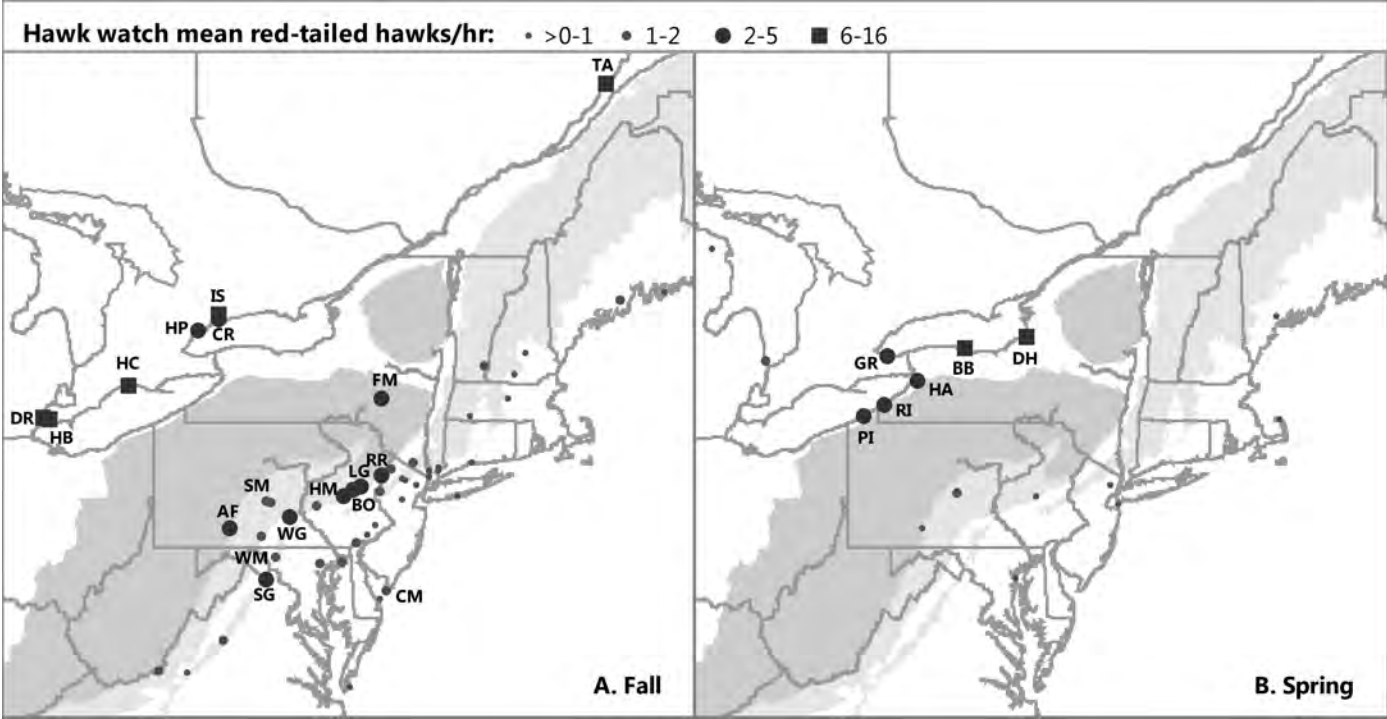 Hawk watch mean red-tailed hawks/hr: >0-1 1-2 2-5 6-16
TA
IS
HP
CR
HC
DR
HB
FM
RR
LG
HM
BO
SM
AF
WG
WM
SG
CM
A. Fall
GR
BB
DH
HA
RI
PI
B. Spring